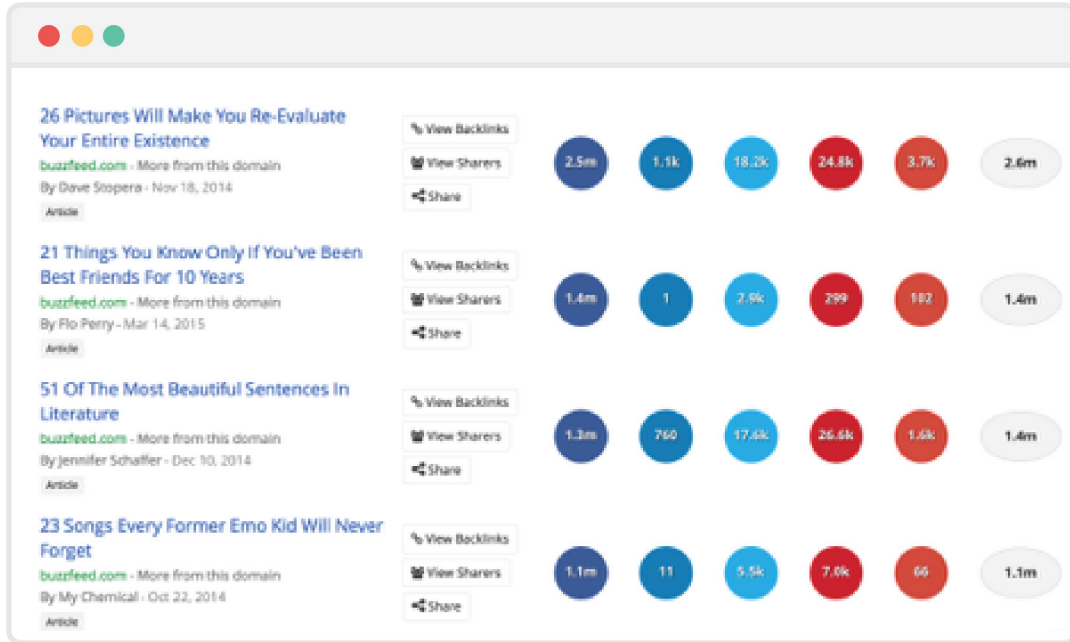 26 Pictures Will Make You Re-Evaluate
Your Entire Existence
buzzfeed.com - More from this domain
By Dave Stopera - Nov 18, 2014
Article
View Backlinks
View Sharers
Share
2.5m 1.1k 18.2k 24.8k 3.7k 2.6m
21 Things You Know Only If You've Been
Best Friends For 10 Years
buzzfeed.com - More from this domain
By Flo Perry - Mar 14, 2015
Article
View Backlinks
View Sharers
Share
1.4m 1 2.9k 299 102 1.4m
51 Of The Most Beautiful Sentences In
Literature
buzzfeed.com - More from this domain
By Jennifer Schaffer - Dec 10, 2014
Article
View Backlinks
View Sharers
Share
1.3m 760 17.6k 26.6k 1.6k 1.4m
23 Songs Every Former Emo Kid Will Never
Forget
buzzfeed.com - More from this domain
By My Chemical - Oct 22, 2014
Article
View Backlinks
View Sharers
Share
1.1m 11 5.5k 7.0k 66 1.1m